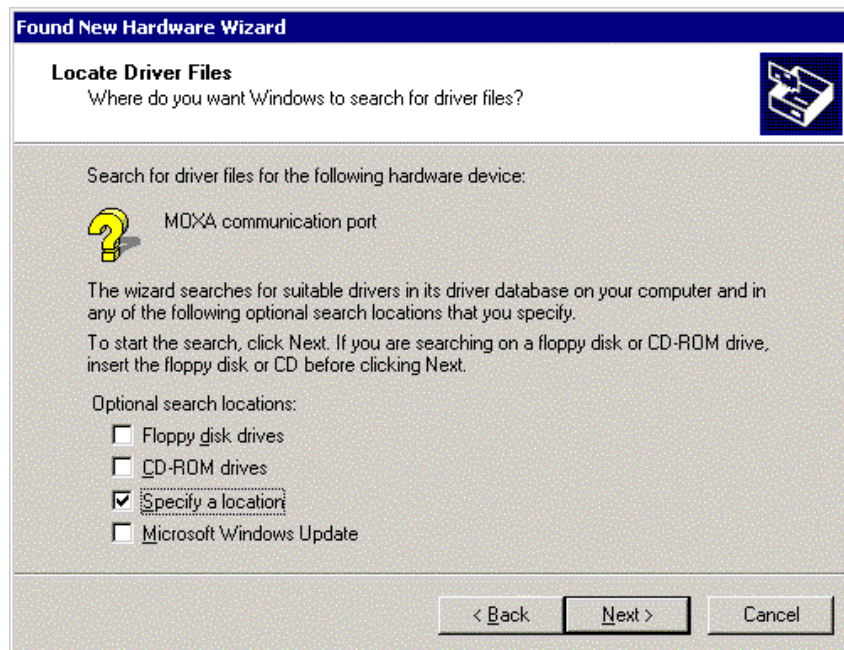 Found New Hardware Wizard
Locate Driver Files
Where do you want Windows to search for driver files?
Search for driver files for the following hardware device:
MOXA communication port
The wizard searches for suitable drivers in its driver database on your computer and in
any of the following optional search locations that you specify.
To start the search, click Next. If you are searching on a floppy disk or CD-ROM drive,
insert the floppy disk or CD before clicking Next.
Optional search locations:
Floppy disk drives
CD-ROM drives
Specify a location
Microsoft Windows Update
< Back Next > Cancel